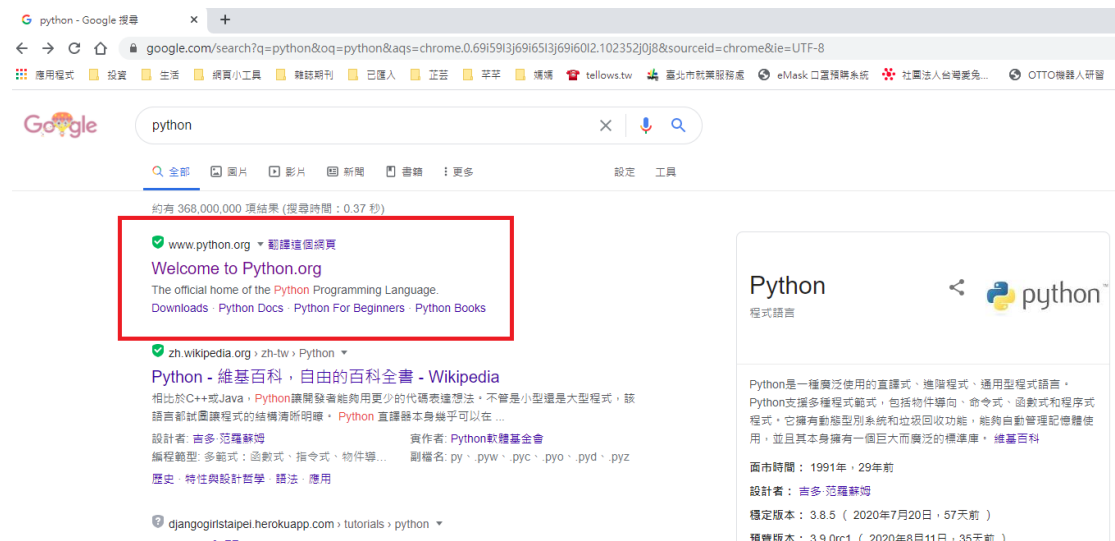 python - Google 搜尋
google.com/search?q=python&oq=python&aqs=chrome.0.69i59l3j69i65l3j69i60l2.102352j0j8&sourceid=chrome&ie=UTF-8
應用程式 投資 生活 網頁小工具 雜誌期刊 已匯入 芷芸 芊芊 媽媽 tellows.tw 臺北市就業服務處 eMask 口罩預購系統 社團法人台灣愛兔... OTTO機器人研習
Google
python
全部 圖片 影片 新聞 書籍 更多 設定 工具
約有 368,000,000 項結果 (搜尋時間:0.37 秒)
www.python.org 翻譯這個網頁
Welcome to Python.org
The official home of the Python Programming Language.
Downloads · Python Docs · Python For Beginners · Python Books
zh.wikipedia.org › zh-tw › Python
Python - 維基百科,自由的百科全書 - Wikipedia
相比於C++或Java,Python讓開發者能夠用更少的代碼表達想法。不管是小型還是大型程式,該
語言都試圖讓程式的結構清晰明瞭。 Python 直譯器本身幾乎可以在 ...
設計者: 吉多·范羅蘇姆 實作者: Python軟體基金會
編程範型: 多範式:函數式、指令式、物件導... 副檔名: py、.pyw、.pyc、.pyo、.pyd、.pyz
歷史 · 特性與設計哲學 · 語法 · 應用
djangogirlstaipei.herokuapp.com › tutorials › python
Python
程式語言
python
Python是一種廣泛使用的直譯式、進階程式、通用型程式語言。
Python支援多種程式範式,包括物件導向、命令式、函數式和程序式
程式。它擁有動態型別系統和垃圾回收功能,能夠自動管理記憶體使
用,並且其本身擁有一個巨大而廣泛的標準庫。 維基百科
面市時間: 1991年,29年前
設計者: 吉多·范羅蘇姆
穩定版本: 3.8.5 ( 2020年7月20日,57天前 )
預覽版本: 3.9.0rc1 ( 2020年8月11日,35天前 )